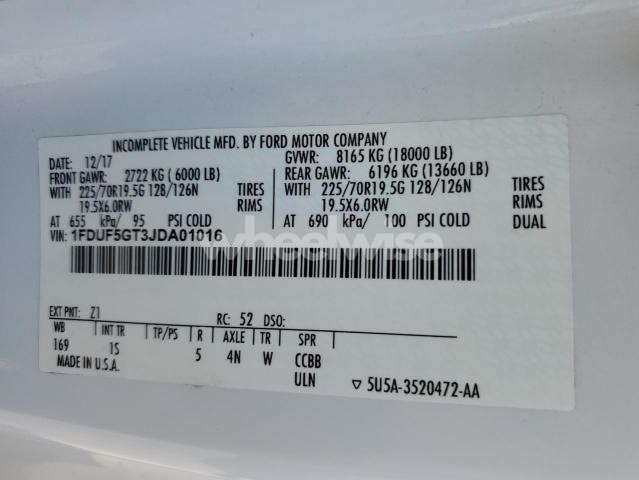 INCOMPLETE VEHICLE MFD. BY FORD MOTOR COMPANY
DATE: 12/17 GVWR: 8165 KG (18000 LB)
FRONT GAWR: 2722 KG ( 6000 LB) REAR GAWR: 6196 KG (13660 LB)
WITH 225/70R19.5G 128/126N TIRES WITH 225/70R19.5G 128/126N TIRES
19.5X6.0RW RIMS 19.5X6.0RW RIMS
AT 655 kPa/ 95 PSI COLD AT 690 kPa/ 100 PSI COLD DUAL
VIN: 1FDUF5GT3JDA01016
wheelwise
EXT PNT: Z1 RC: 52 DSO:
WB INT TR TP/PS R AXLE TR SPR
169 1S 5 4N W CCBB
MADE IN U.S.A. ULN ▽ 5U5A-3520472-AA